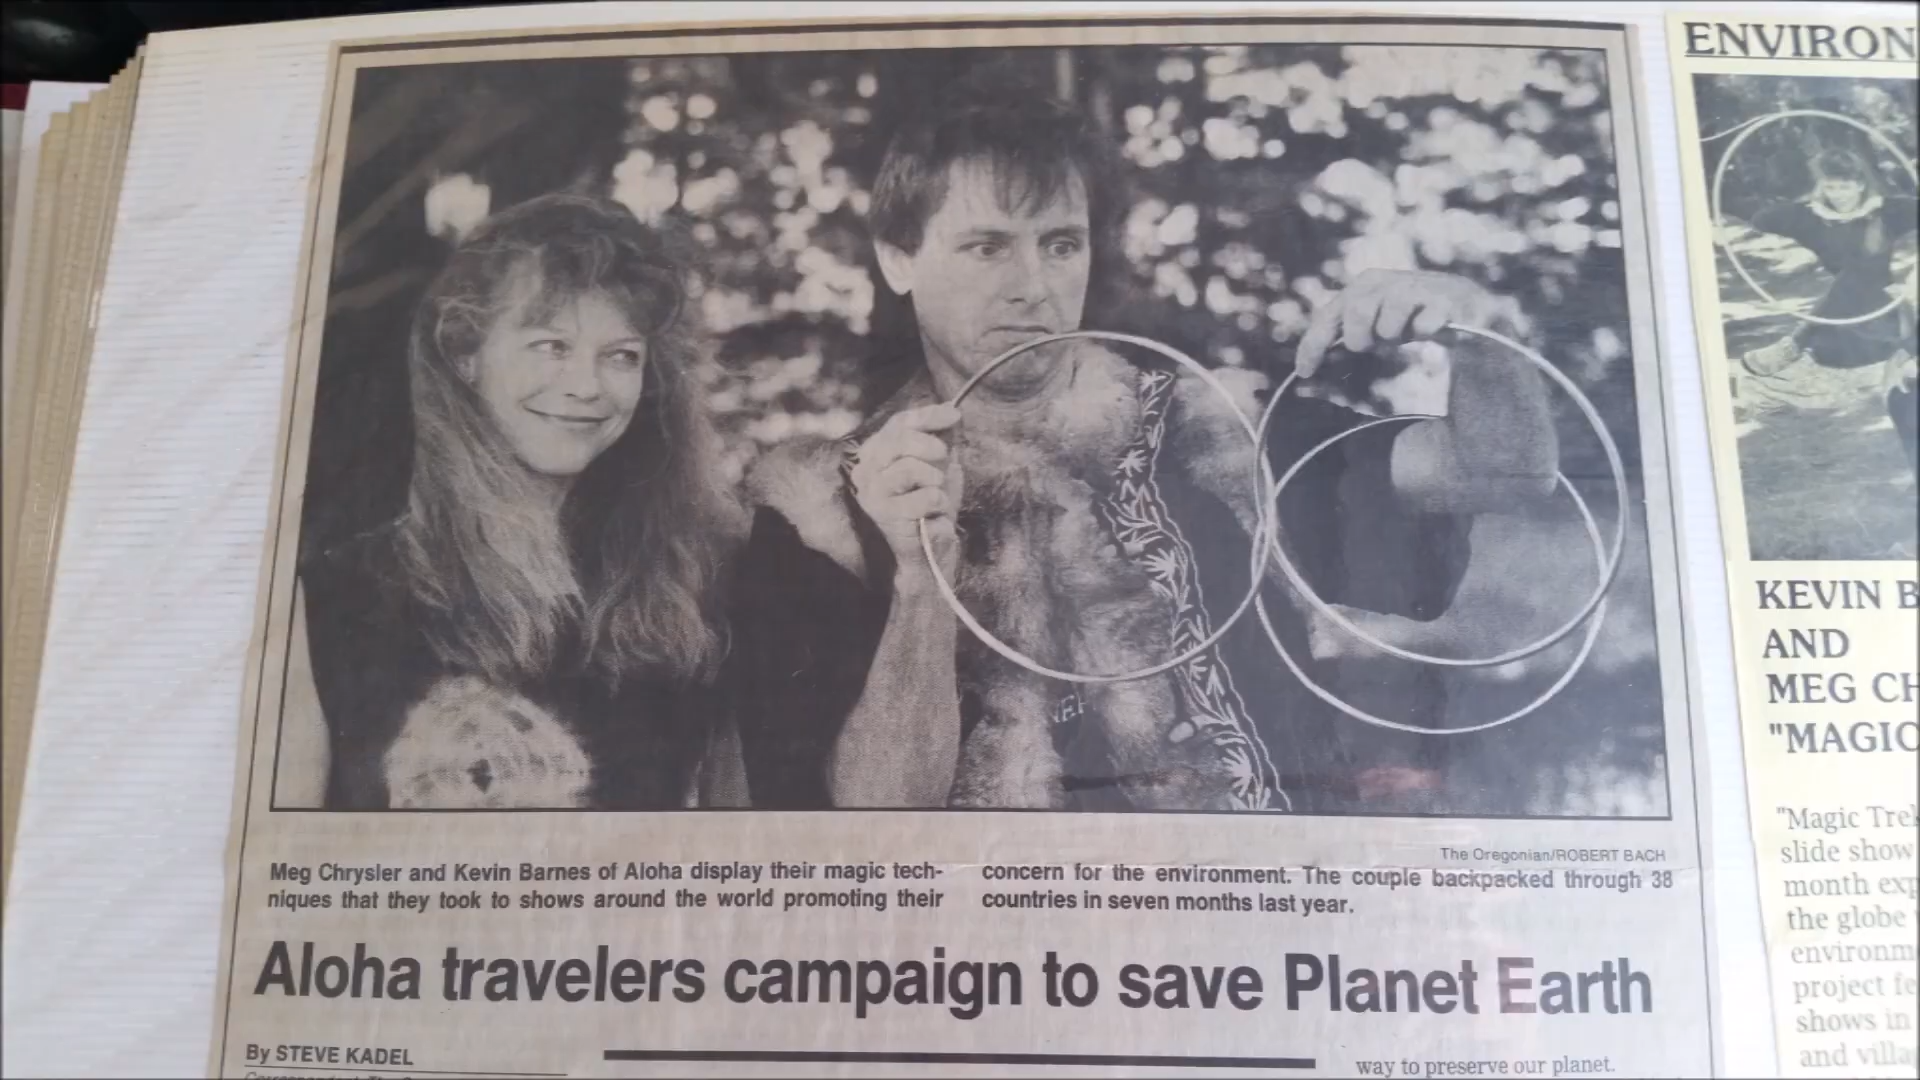 The Oregonian/ROBERT BACH
Meg Chrysler and Kevin Barnes of Aloha display their magic tech-
niques that they took to shows around the world promoting their
concern for the environment. The couple backpacked through 38
countries in seven months last year.
Aloha travelers campaign to save Planet Earth
By STEVE KADEL
way to preserve our planet.
ENVIRON
KEVIN B
AND
MEG CH
"MAGIC
"Magic Trek
slide show
month exp
the globe
environm
project fe
shows in
and villa